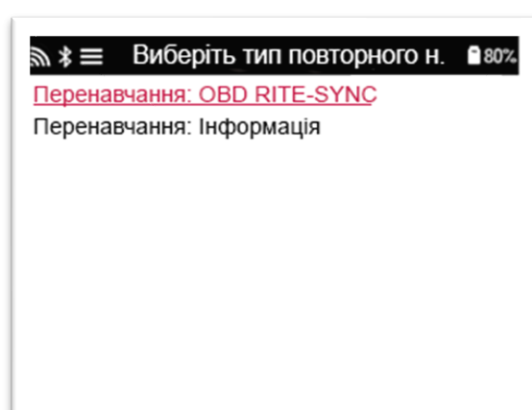 Виберіть тип повторного н. 80%
Перенавчання: OBD RITE-SYNC
Перенавчання: Інформація